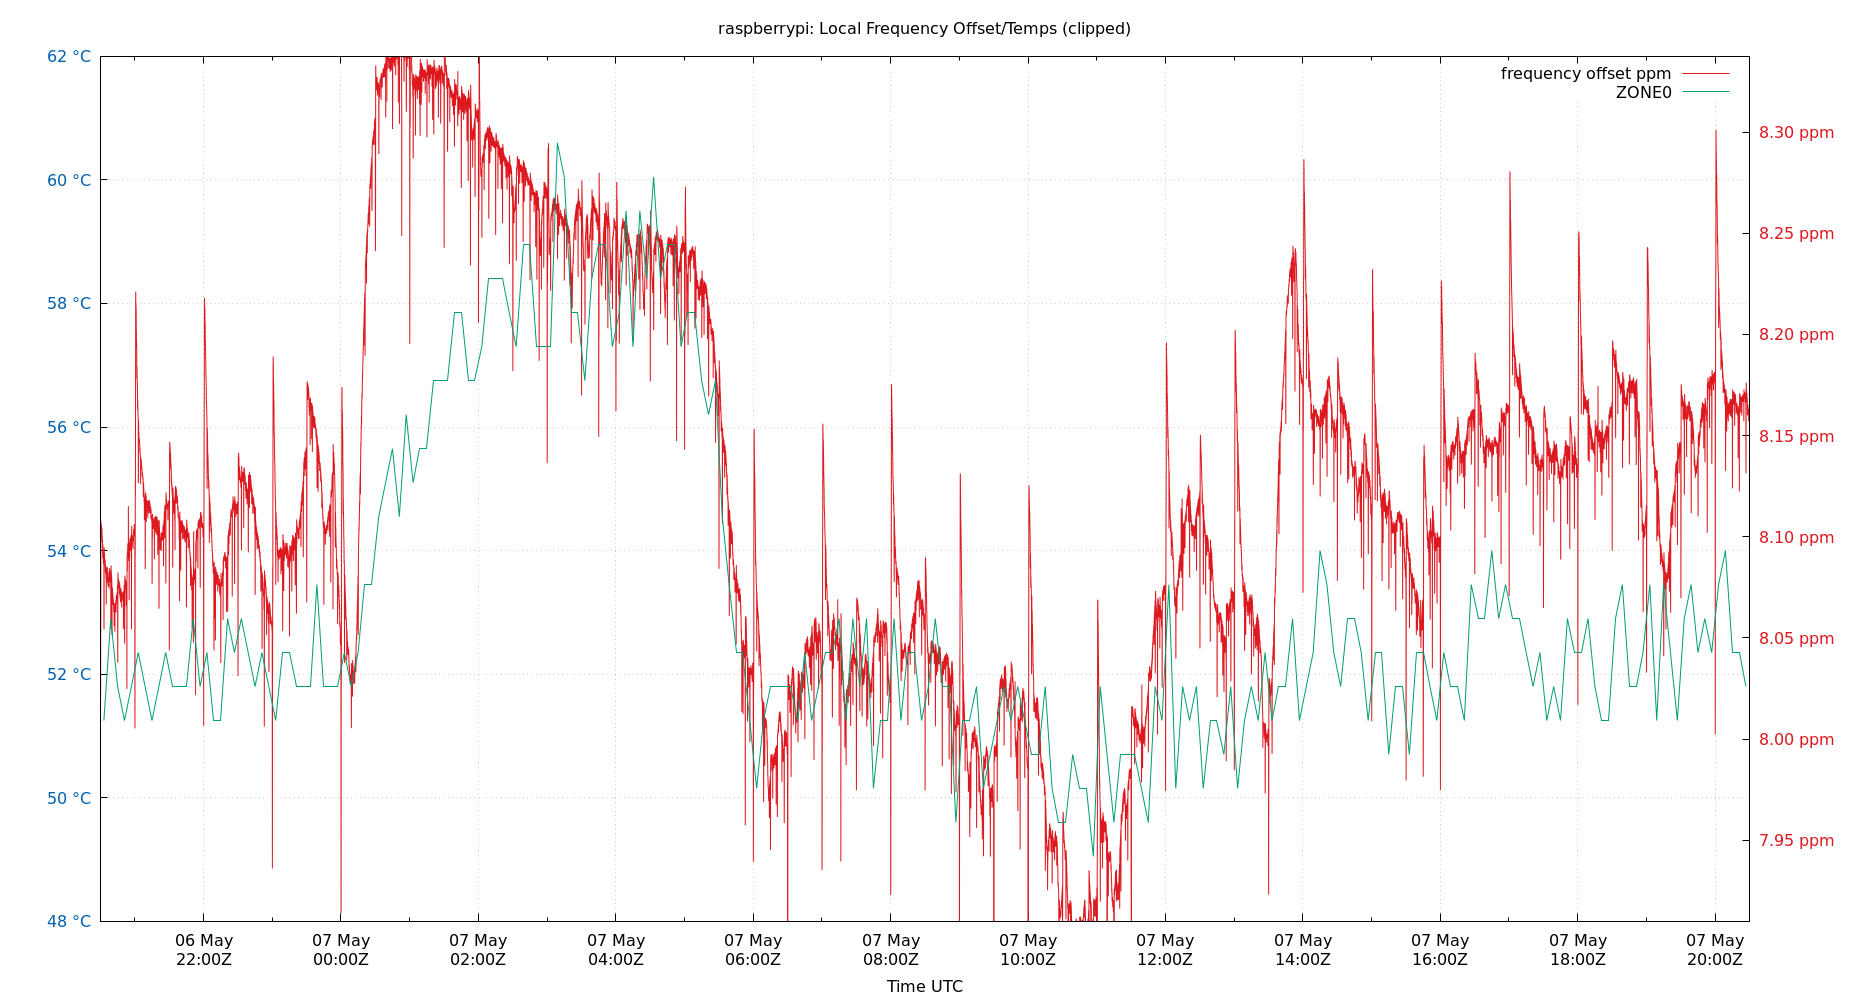 raspberrypi: Local Frequency Offset/Temps (clipped)
frequency offset ppm
ZONE0
62 °C
60 °C
58 °C
56 °C
54 °C
52 °C
50 °C
48 °C
8.30 ppm
8.25 ppm
8.20 ppm
8.15 ppm
8.10 ppm
8.05 ppm
8.00 ppm
7.95 ppm
06 May 07 May 07 May 07 May 07 May 07 May 07 May 07 May 07 May 07 May 07 May 07 May
22:00Z 00:00Z 02:00Z 04:00Z 06:00Z 08:00Z 10:00Z 12:00Z 14:00Z 16:00Z 18:00Z 20:00Z
Time UTC